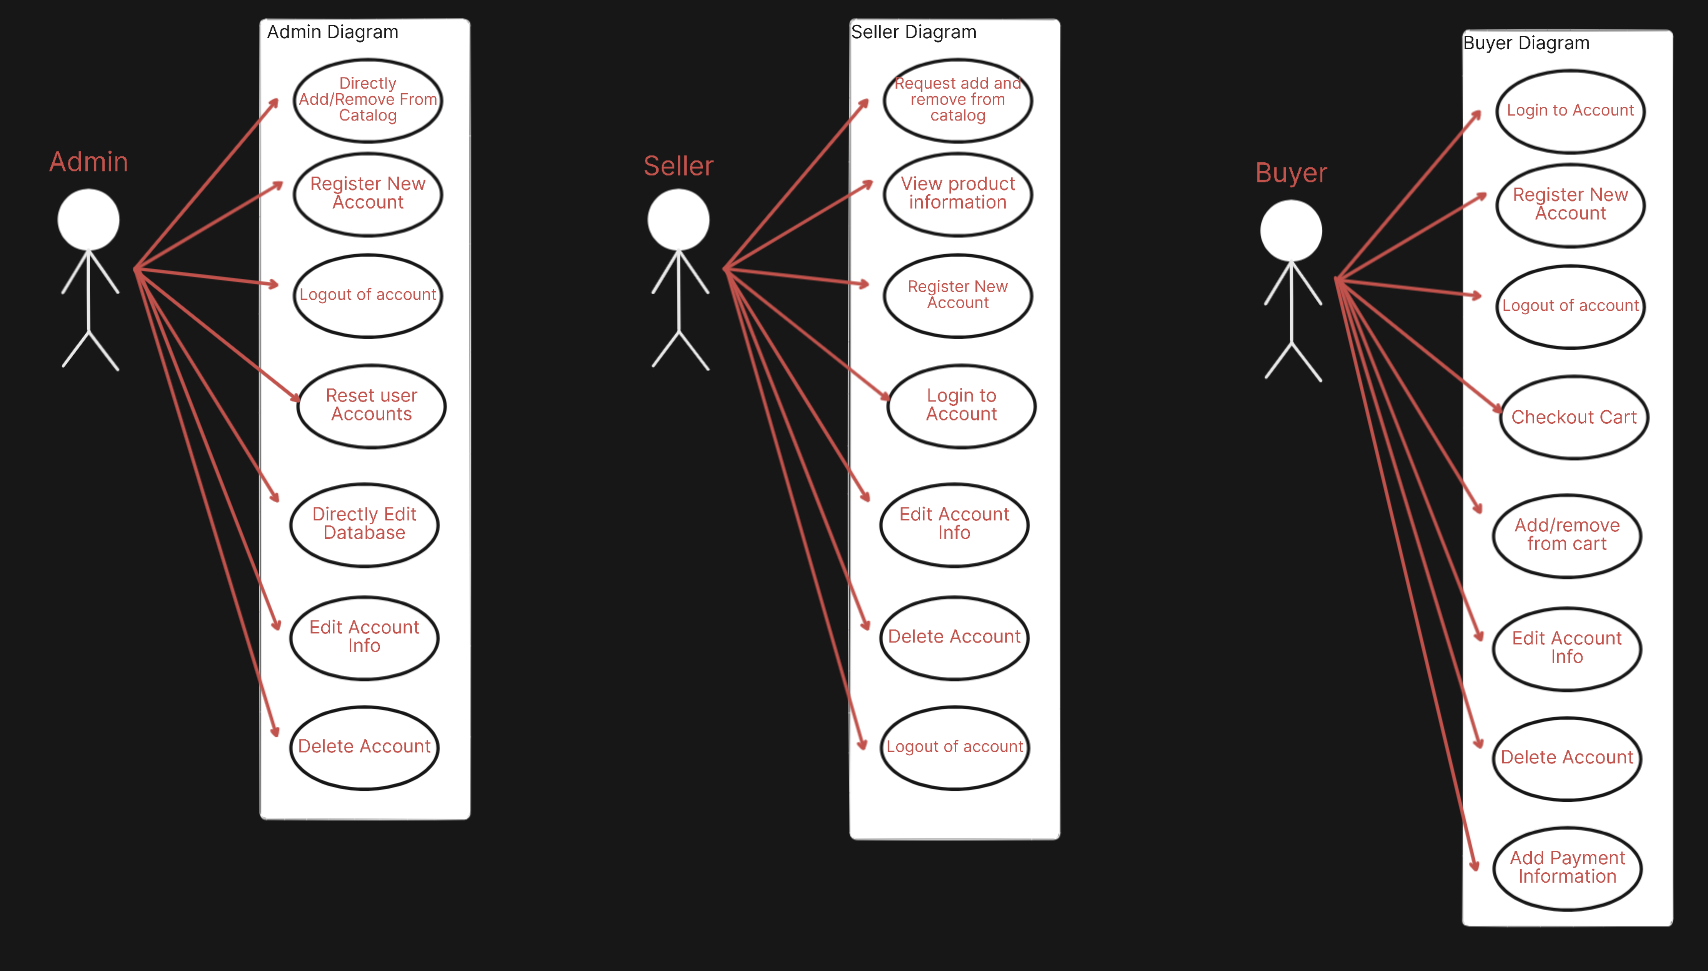 Admin Diagram
Admin
Directly
Add/Remove From
Catalog
Register New
Account
Logout of account
Reset user
Accounts
Directly Edit
Database
Edit Account
Info
Delete Account
Seller Diagram
Seller
Request add and
remove from
catalog
View product
information
Register New
Account
Login to
Account
Edit Account
Info
Delete Account
Logout of account
Buyer Diagram
Buyer
Login to Account
Register New
Account
Logout of account
Checkout Cart
Add/remove
from cart
Edit Account
Info
Delete Account
Add Payment
Information